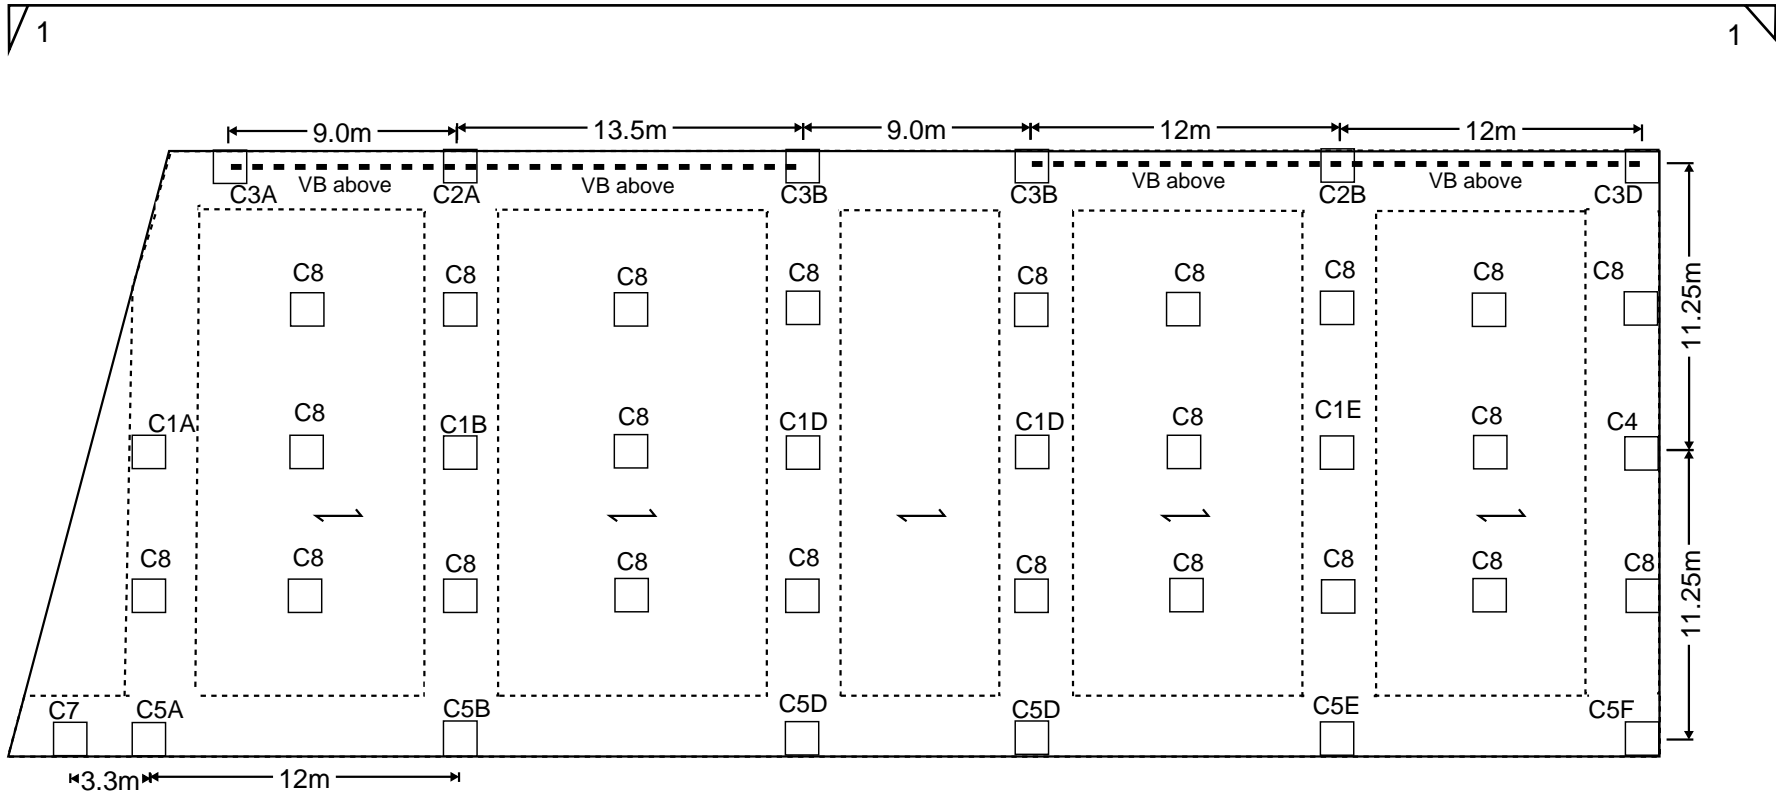 1
1
9.0m
13.5m
9.0m
12m
12m
VB above
VB above
VB above
VB above
C3A
C2A
C3B
C3B
C2B
C3D
C8
C8
C8
C8
C8
C8
C8
C8
C8
11.25m
C8
C8
C8
C8
C1A
C1B
C1D
C1D
C1E
C4
C8
C8
C8
C8
C8
C8
C8
C8
C8
C8
11.25m
C7
C5A
C5B
C5D
C5D
C5E
C5F
3.3m
12m